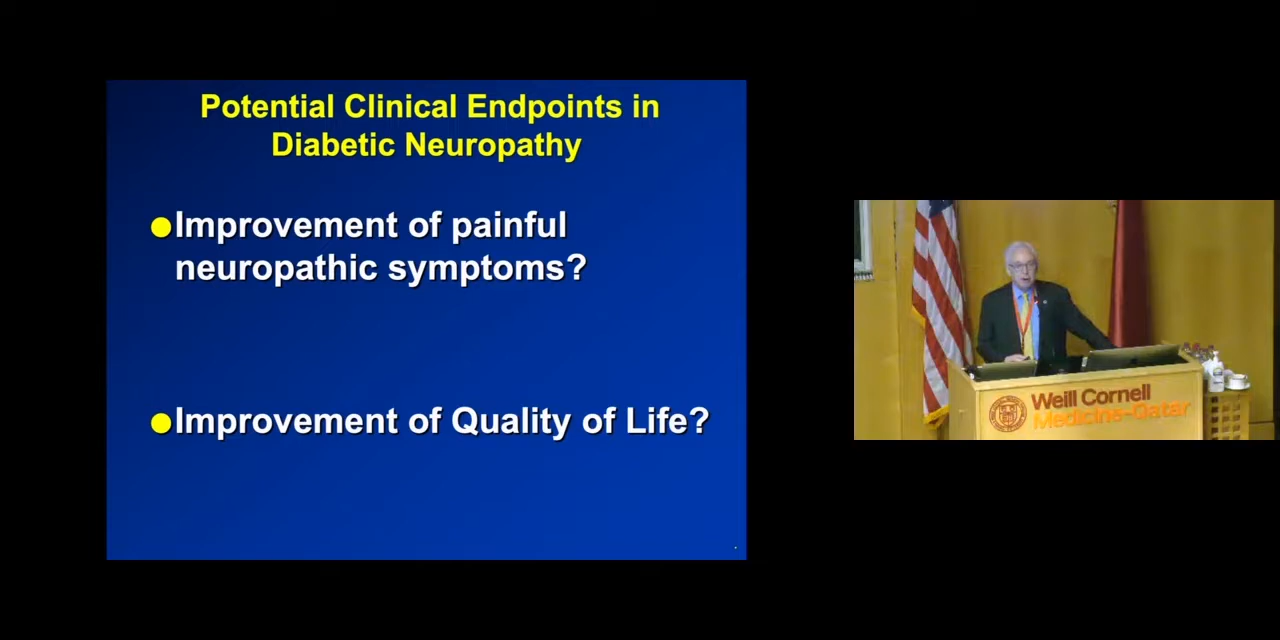 Potential Clinical Endpoints in
Diabetic Neuropathy
●Improvement of painful
neuropathic symptoms?
●Improvement of Quality of Life?
Weill Cornell
Medicine-Qatar